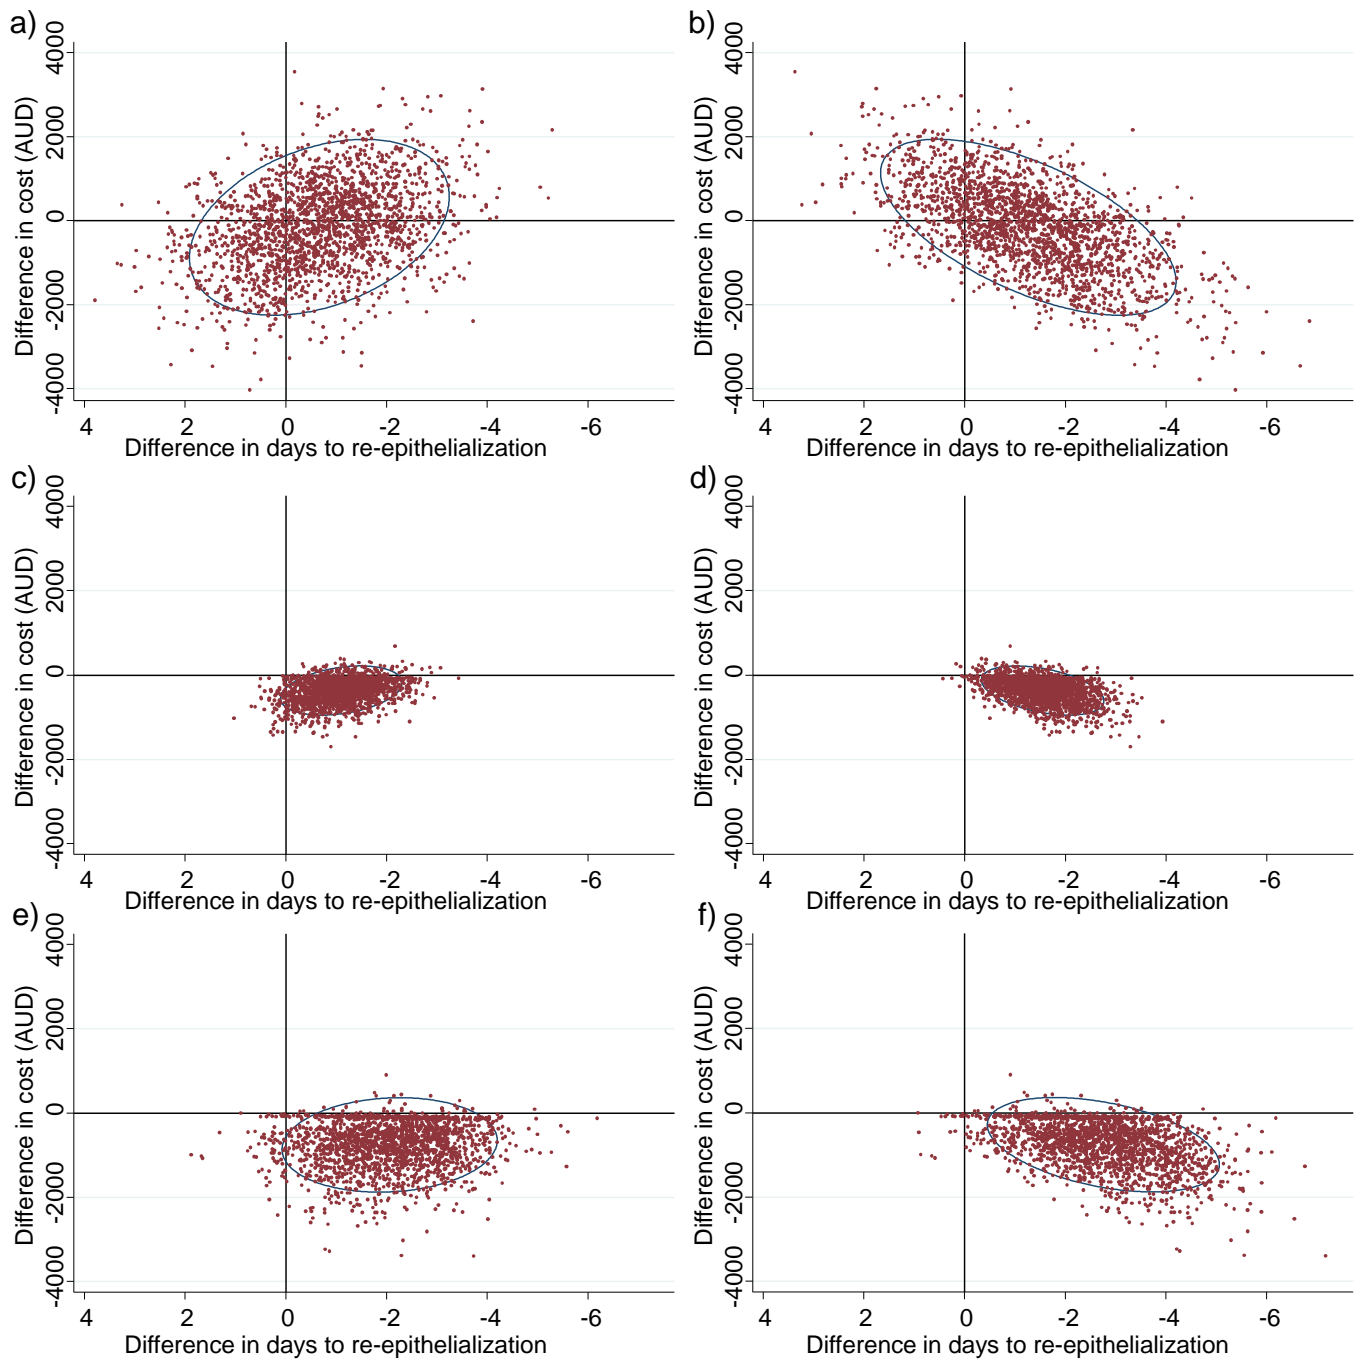 a)
Difference in cost (AUD)
4000
2000
0
-2000
-4000
4 2 0 -2 -4 -6
Difference in days to re-epithelialization
b)
Difference in cost (AUD)
4000
2000
0
-2000
-4000
4 2 0 -2 -4 -6
Difference in days to re-epithelialization
c)
Difference in cost (AUD)
4000
2000
0
-2000
-4000
4 2 0 -2 -4 -6
Difference in days to re-epithelialization
d)
Difference in cost (AUD)
4000
2000
0
-2000
-4000
4 2 0 -2 -4 -6
Difference in days to re-epithelialization
e)
Difference in cost (AUD)
4000
2000
0
-2000
-4000
4 2 0 -2 -4 -6
Difference in days to re-epithelialization
f)
Difference in cost (AUD)
4000
2000
0
-2000
-4000
4 2 0 -2 -4 -6
Difference in days to re-epithelialization